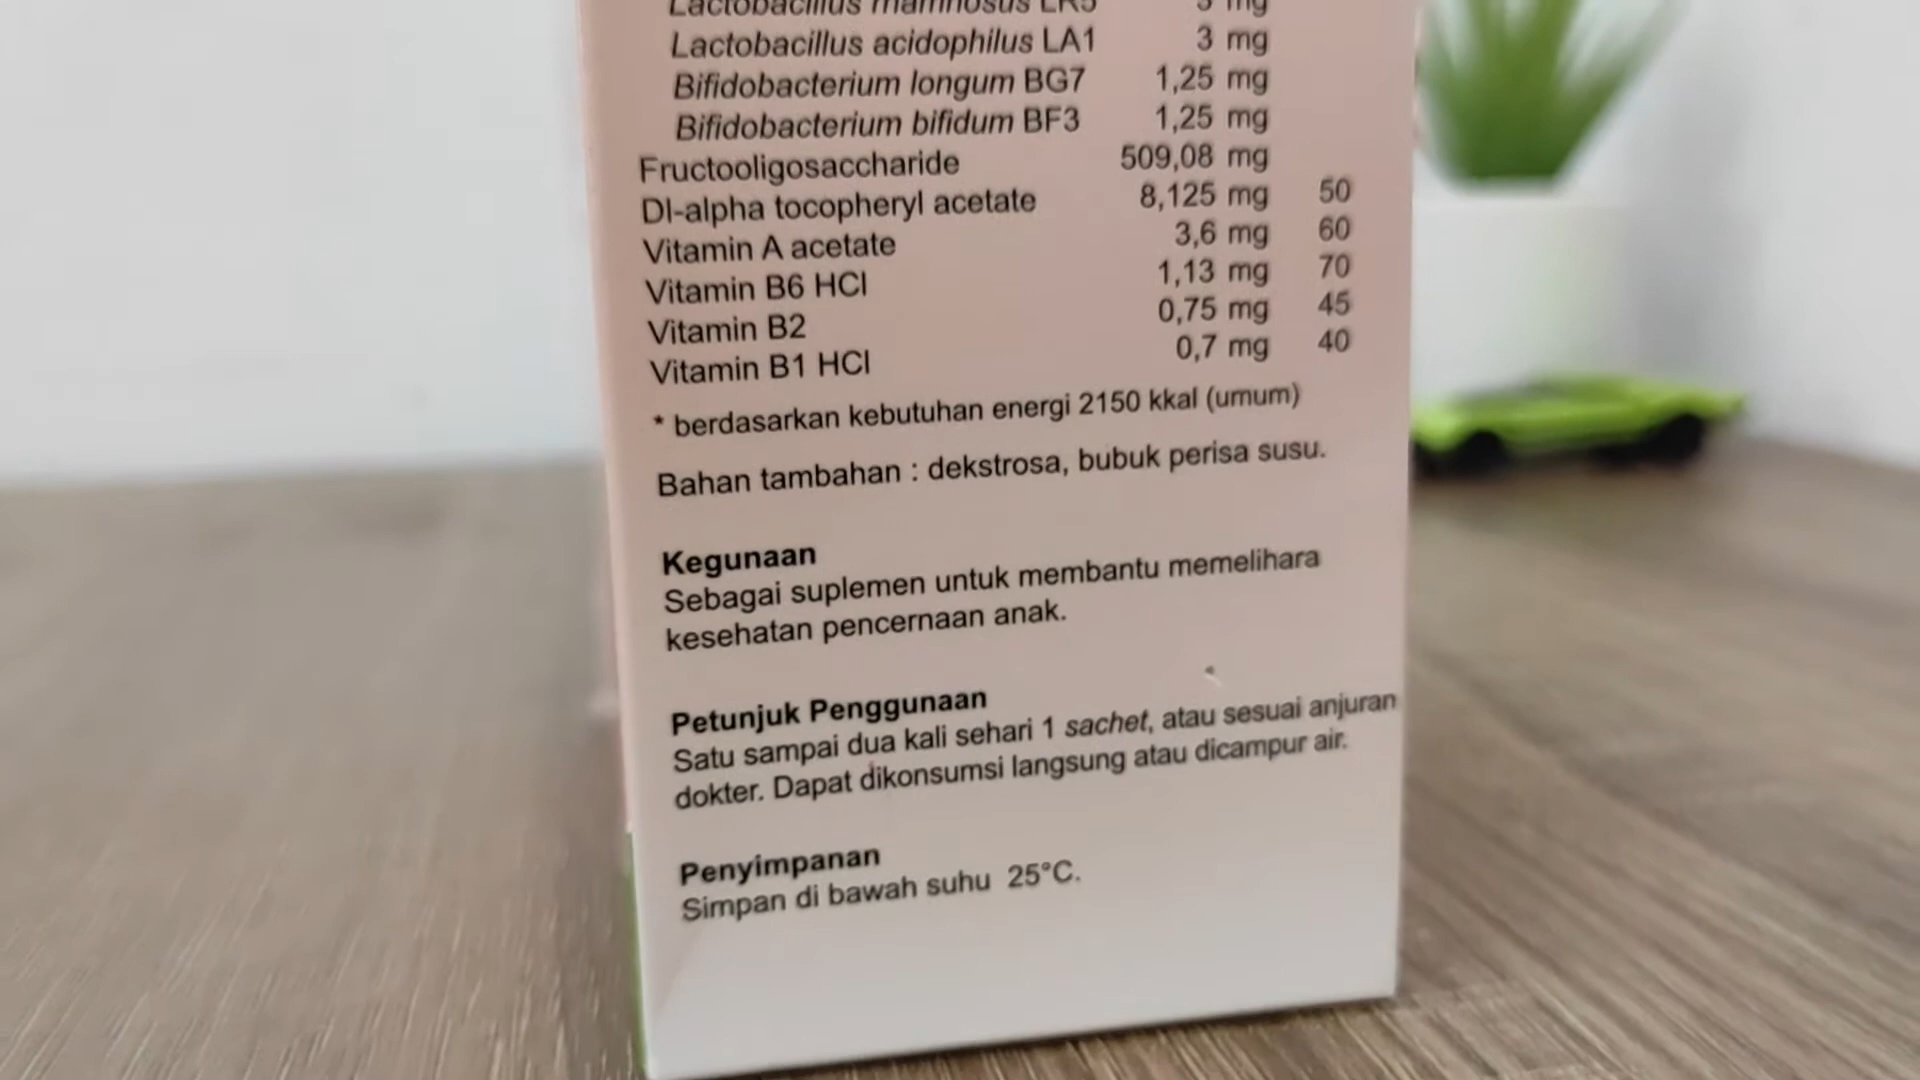 Lactobacillus rhamnosus LR5 3 mg
Lactobacillus acidophilus LA1 3 mg
Bifidobacterium longum BG7 1,25 mg
Bifidobacterium bifidum BF3 1,25 mg
Fructooligosaccharide 509,08 mg
Dl-alpha tocopheryl acetate 8,125 mg 50
Vitamin A acetate 3,6 mg 60
Vitamin B6 HCl 1,13 mg 70
Vitamin B2 0,75 mg 45
Vitamin B1 HCl 0,7 mg 40
* berdasarkan kebutuhan energi 2150 kkal (umum)
Bahan tambahan : dekstrosa, bubuk perisa susu.
Kegunaan
Sebagai suplemen untuk membantu memelihara
kesehatan pencernaan anak.
Petunjuk Penggunaan
Satu sampai dua kali sehari 1 sachet, atau sesuai anjuran
dokter. Dapat dikonsumsi langsung atau dicampur air.
Penyimpanan
Simpan di bawah suhu 25°C.